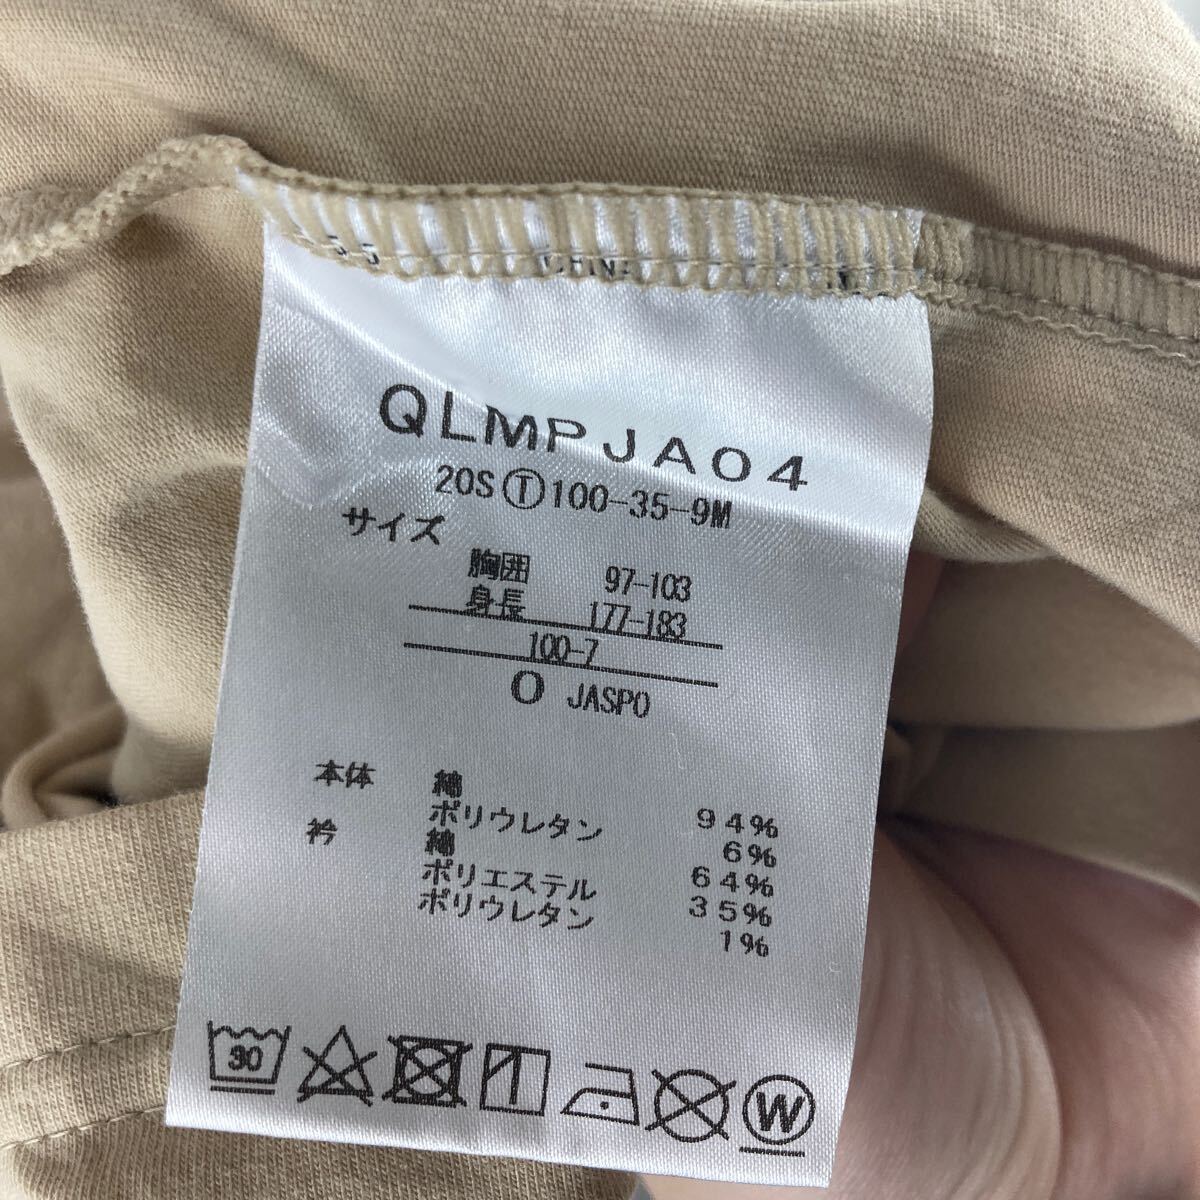 QLMPJA04
20S Ⓣ 100-35-9M
サイズ
胸囲 97-103
身長 177-183
100-7
O JASPO
本体 綿 94%
ポリウレタン 6%
衿 綿 64%
ポリエステル 35%
ポリウレタン 1%
30
W